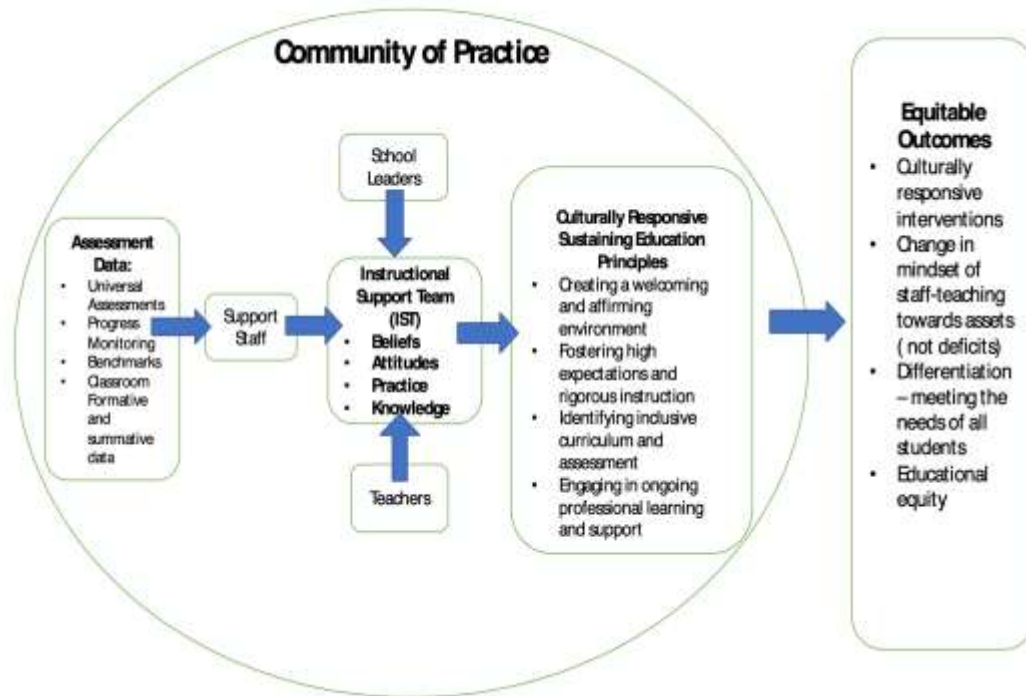 Community of Practice
School
Leaders
Assessment
Data:
• Universal
Assessments
• Progress
Monitoring
• Benchmarks
• Classroom
Formative
and
summative
data
Support
Staff
Instructional
Support Team
(IST)
• Beliefs
• Attitudes
• Practice
• Knowledge
Teachers
Culturally Responsive
Sustaining Education
Principles
• Creating a welcoming
and affirming
environment
• Fostering high
expectations and
rigorous instruction
• Identifying inclusive
curriculum and
assessment
• Engaging in ongoing
professional learning
and support
Equitable
Outcomes
• Culturally
responsive
interventions
• Change in
mindset of
staff-teaching
towards assets
( not deficits)
• Differentiation
– meeting the
needs of all
students
• Educational
equity